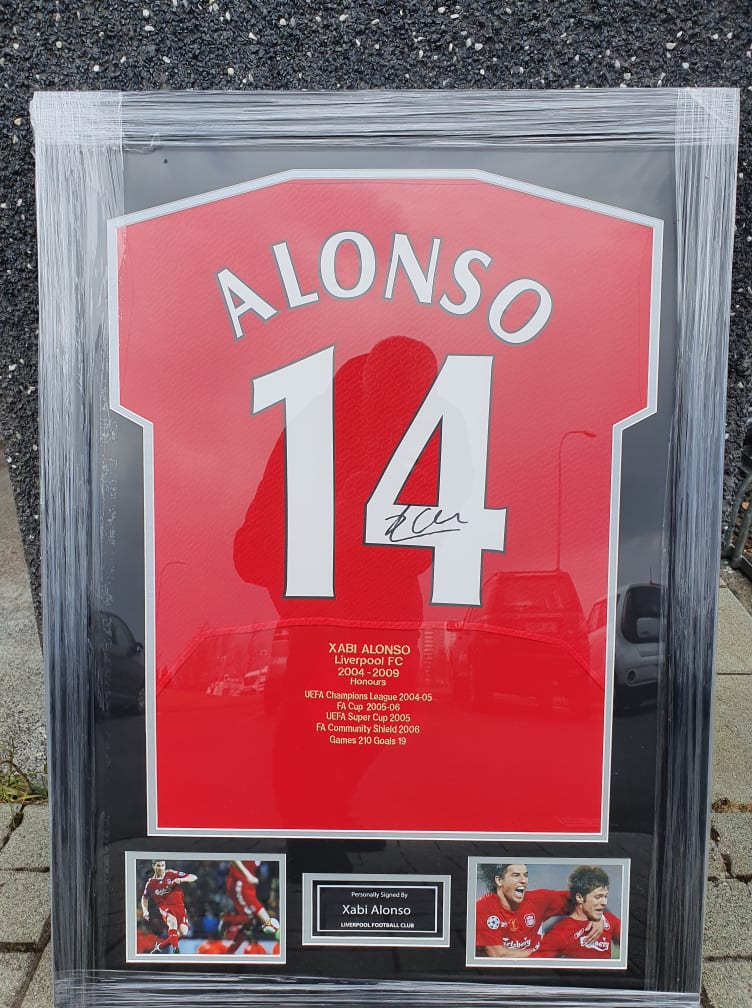 ALONSO
14
XABI ALONSO
Liverpool FC
2004 - 2009
Honours
UEFA Champions League 2004-05
FA Cup 2005-06
UEFA Super Cup 2005
FA Community Shield 2006
Games 210 Goals 19
Personally Signed By
Xabi Alonso
LIVERPOOL FOOTBALL CLUB
Carlsberg
Carlsberg